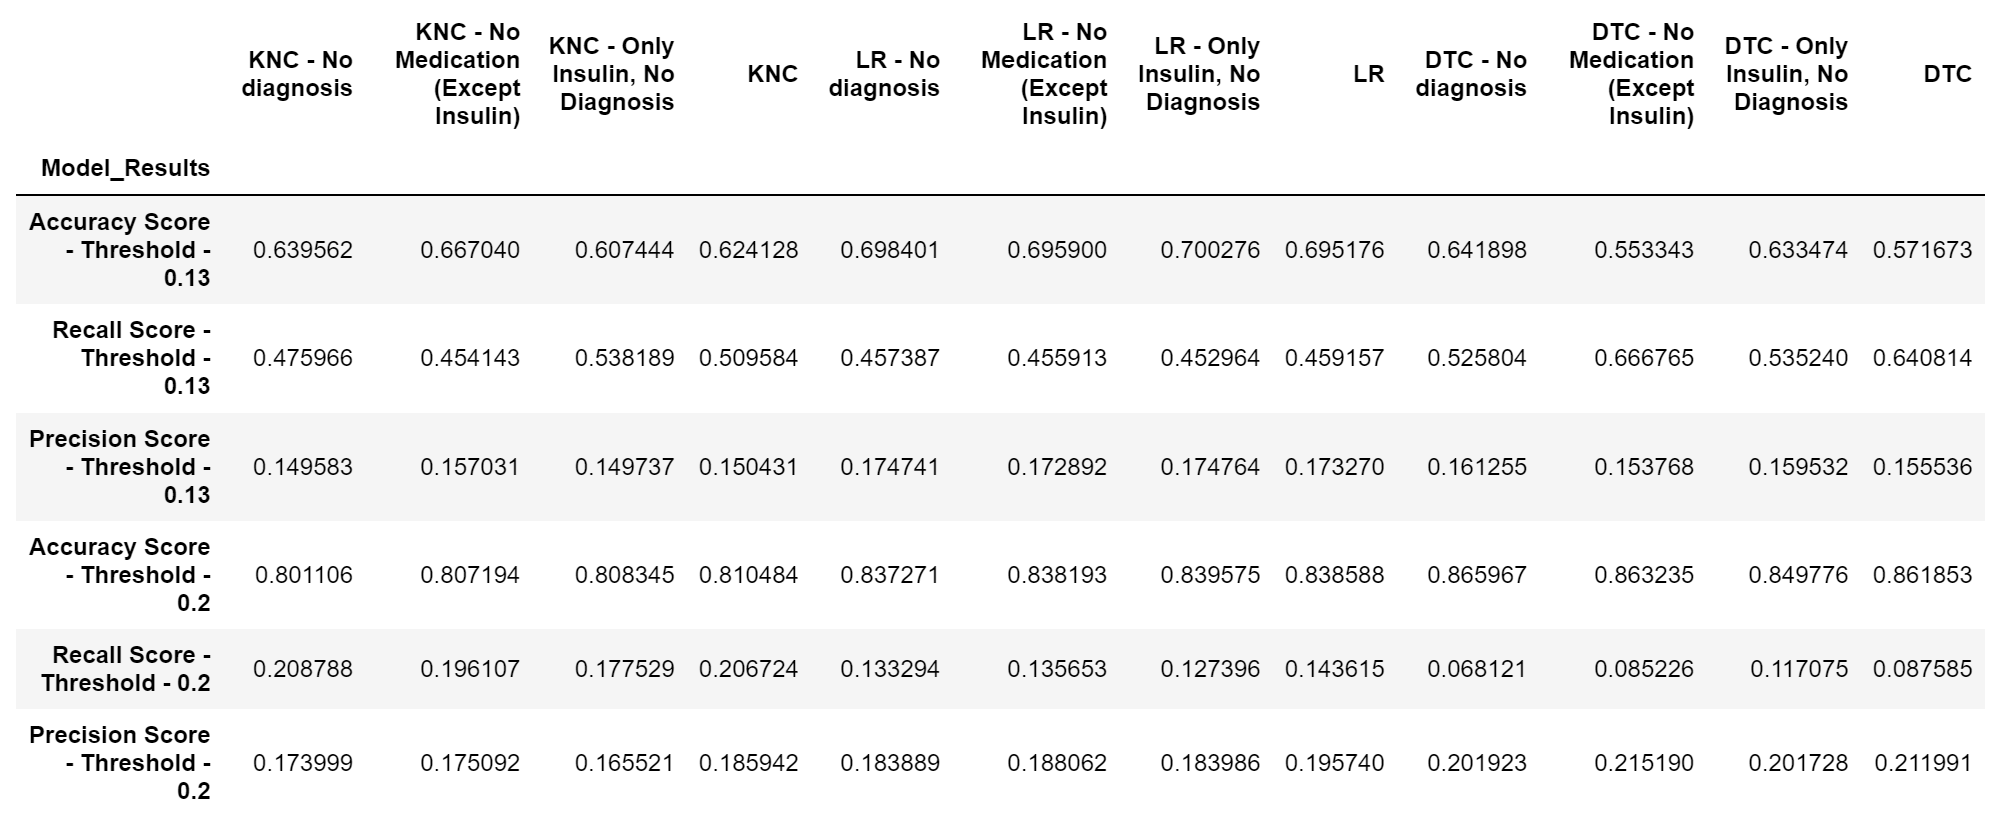 KNC - No diagnosis KNC - No Medication (Except Insulin) KNC - Only Insulin, No Diagnosis KNC LR - No diagnosis LR - No Medication (Except Insulin) LR - Only Insulin, No Diagnosis LR DTC - No diagnosis DTC - No Medication (Except Insulin) DTC - Only Insulin, No Diagnosis DTC
Model_Results
Accuracy Score - Threshold - 0.13 0.639562 0.667040 0.607444 0.624128 0.698401 0.695900 0.700276 0.695176 0.641898 0.553343 0.633474 0.571673
Recall Score - Threshold - 0.13 0.475966 0.454143 0.538189 0.509584 0.457387 0.455913 0.452964 0.459157 0.525804 0.666765 0.535240 0.640814
Precision Score - Threshold - 0.13 0.149583 0.157031 0.149737 0.150431 0.174741 0.172892 0.174764 0.173270 0.161255 0.153768 0.159532 0.155536
Accuracy Score - Threshold - 0.2 0.801106 0.807194 0.808345 0.810484 0.837271 0.838193 0.839575 0.838588 0.865967 0.863235 0.849776 0.861853
Recall Score - Threshold - 0.2 0.208788 0.196107 0.177529 0.206724 0.133294 0.135653 0.127396 0.143615 0.068121 0.085226 0.117075 0.087585
Precision Score - Threshold - 0.2 0.173999 0.175092 0.165521 0.185942 0.183889 0.188062 0.183986 0.195740 0.201923 0.215190 0.201728 0.211991